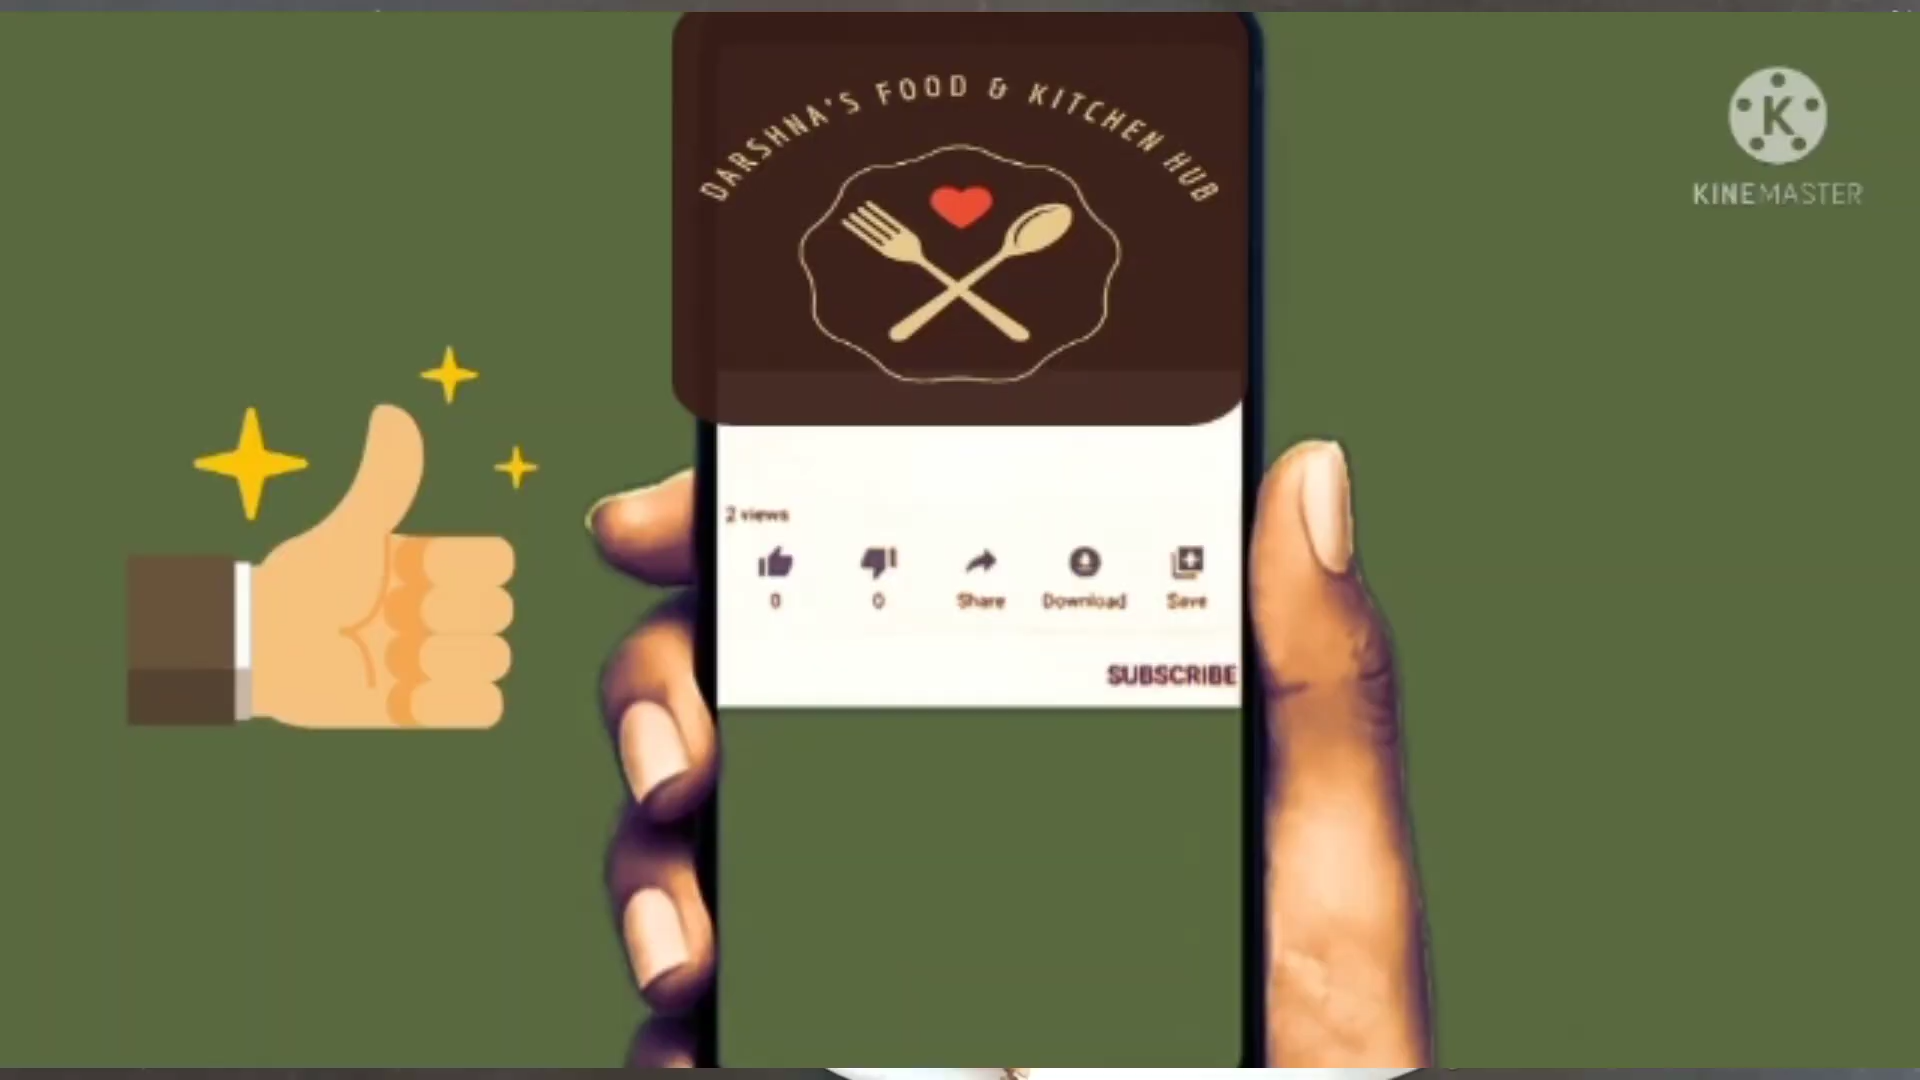 DARSHNA'S FOOD & KITCHEN HUB
KINEMASTER
2 views
0 0 Share Download Save
SUBSCRIBE